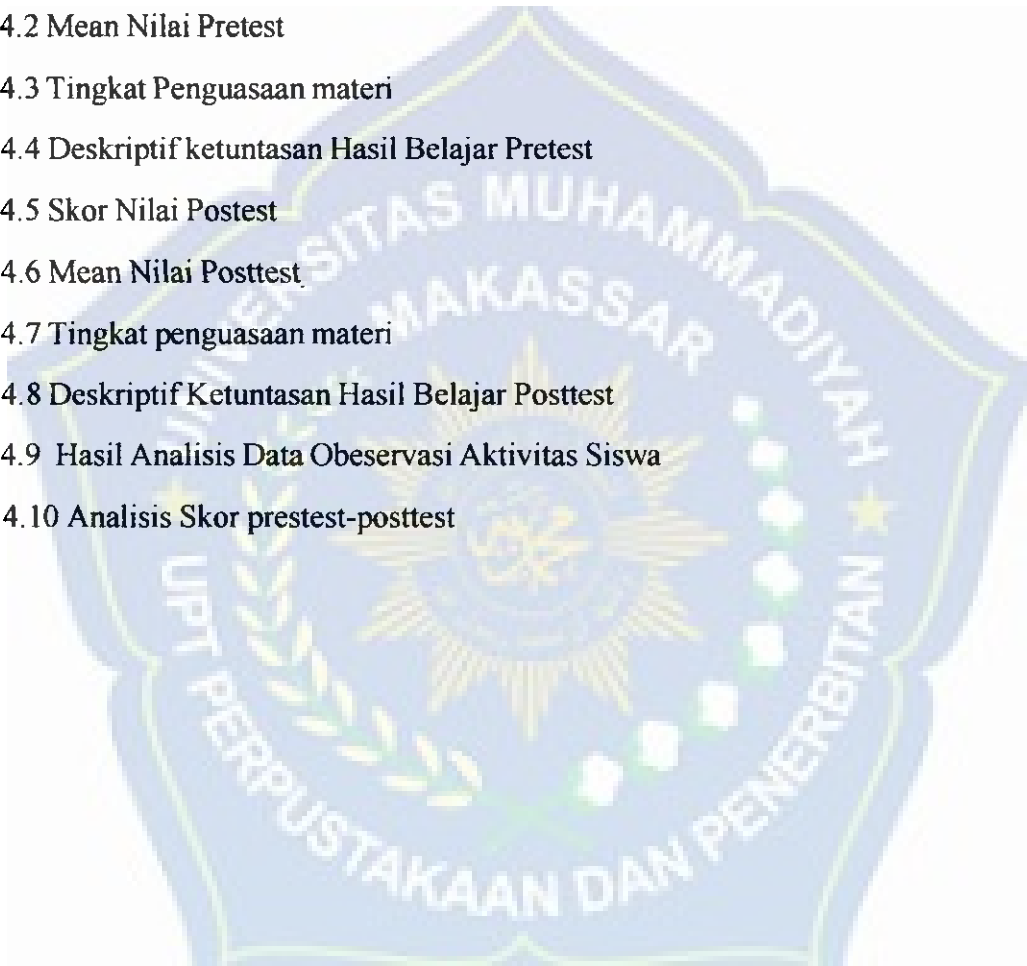 4.2 Mean Nilai Pretest
4.3 Tingkat Penguasaan materi
4.4 Deskriptif ketuntasan Hasil Belajar Pretest
4.5 Skor Nilai Postest
4.6 Mean Nilai Posttest
4.7 Tingkat penguasaan materi
4.8 Deskriptif Ketuntasan Hasil Belajar Posttest
4.9 Hasil Analisis Data Obeservasi Aktivitas Siswa
4.10 Analisis Skor prestest-posttest
UNIVERSITAS MUHAMMADIYAH
MAKASSAR
UPT PERPUSTAKAAN DAN PENERBITAN